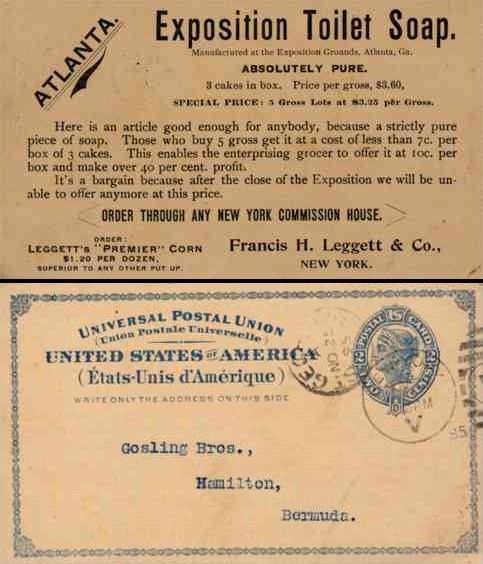 ATLANTA.
Exposition Toilet Soap.
Manufactured at the Exposition Grounds, Atlanta, Ga.
ABSOLUTELY PURE.
3 cakes in box. Price per gross, $3.60,
SPECIAL PRICE: 5 Gross Lots at $3.25 per Gross.
Here is an article good enough for anybody, because a strictly pure
piece of soap. Those who buy 5 gross get it at a cost of less than 7c. per
box of 3 cakes. This enables the enterprising grocer to offer it at 10c. per
box and make over 40 per cent. profit.
It's a bargain because after the close of the Exposition we will be un-
able to offer anymore at this price.
ORDER THROUGH ANY NEW YORK COMMISSION HOUSE.
ORDER:
LEGGETT'S "PREMIER" CORN
$1.20 PER DOZEN,
SUPERIOR TO ANY OTHER PUT UP.
Francis H. Leggett & Co.,
NEW YORK.
UNIVERSAL POSTAL UNION
(Union Postale Universelle)
UNITED STATES OF AMERICA
(États-Unis d'Amérique)
WRITE ONLY THE ADDRESS ON THIS SIDE
POSTAL CARD
TWO CENTS
Gosling Bros.,
Hamilton,
Bermuda.